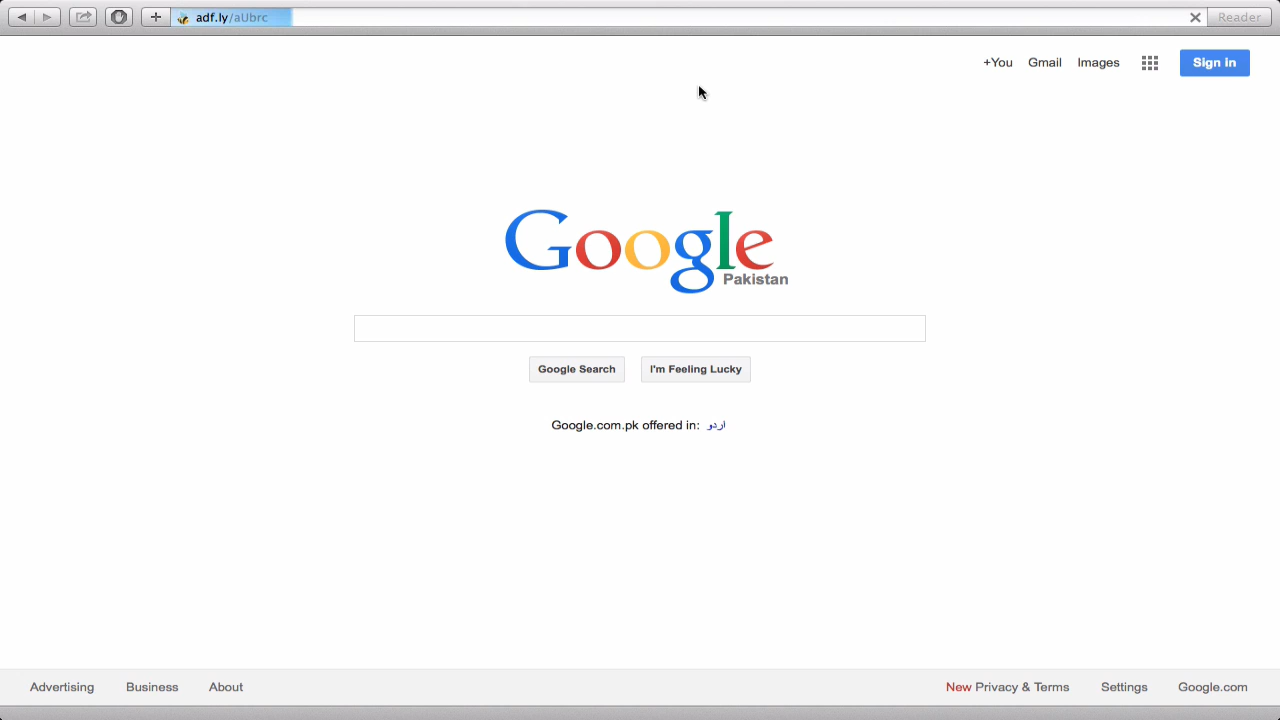 adf.ly/aUbrc
Reader
+You Gmail Images Sign in
Google
Pakistan
Google Search I'm Feeling Lucky
Google.com.pk offered in: اردو
Advertising Business About New Privacy & Terms Settings Google.com